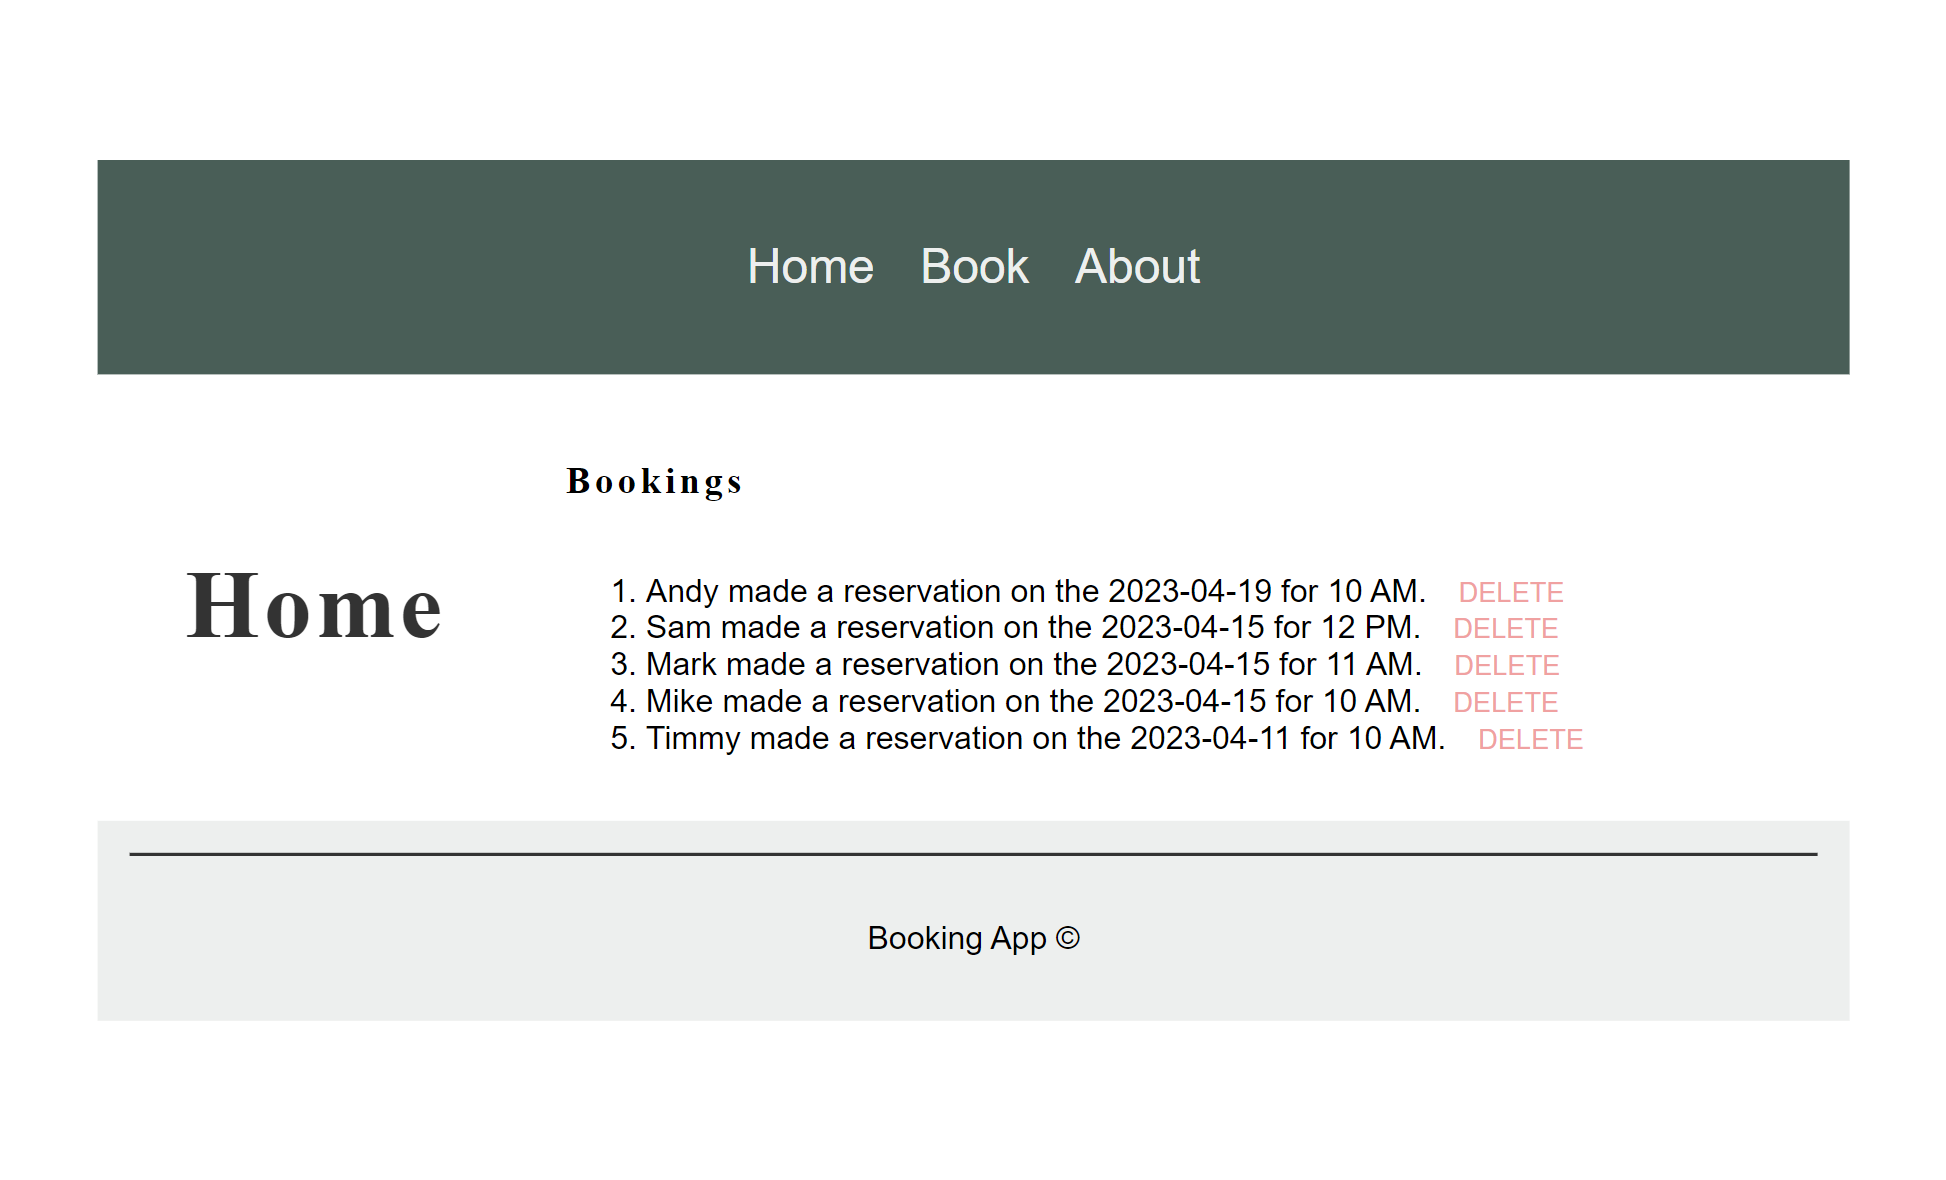 Home Book About
Bookings
Home
1. Andy made a reservation on the 2023-04-19 for 10 AM. DELETE
2. Sam made a reservation on the 2023-04-15 for 12 PM. DELETE
3. Mark made a reservation on the 2023-04-15 for 11 AM. DELETE
4. Mike made a reservation on the 2023-04-15 for 10 AM. DELETE
5. Timmy made a reservation on the 2023-04-11 for 10 AM. DELETE
Booking App ©